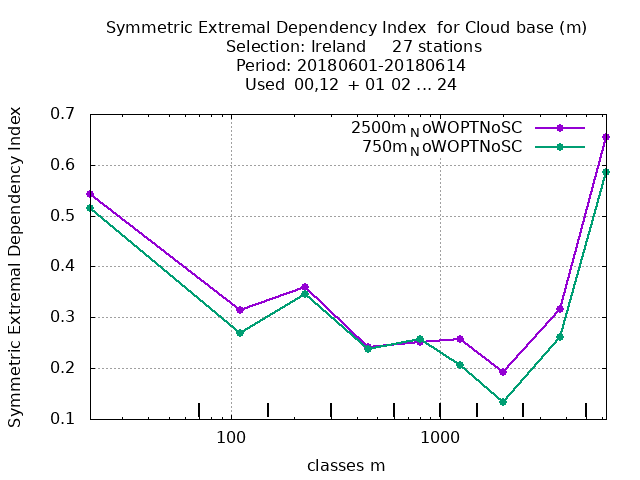 Symmetric Extremal Dependency Index for Cloud base (m)
Selection: Ireland 27 stations
Period: 20180601-20180614
Used 00,12 + 01 02 ... 24
2500m_NoWOPTNoSC
750m_NoWOPTNoSC
Symmetric Extremal Dependency Index
0.7
0.6
0.5
0.4
0.3
0.2
0.1
100 1000
classes m